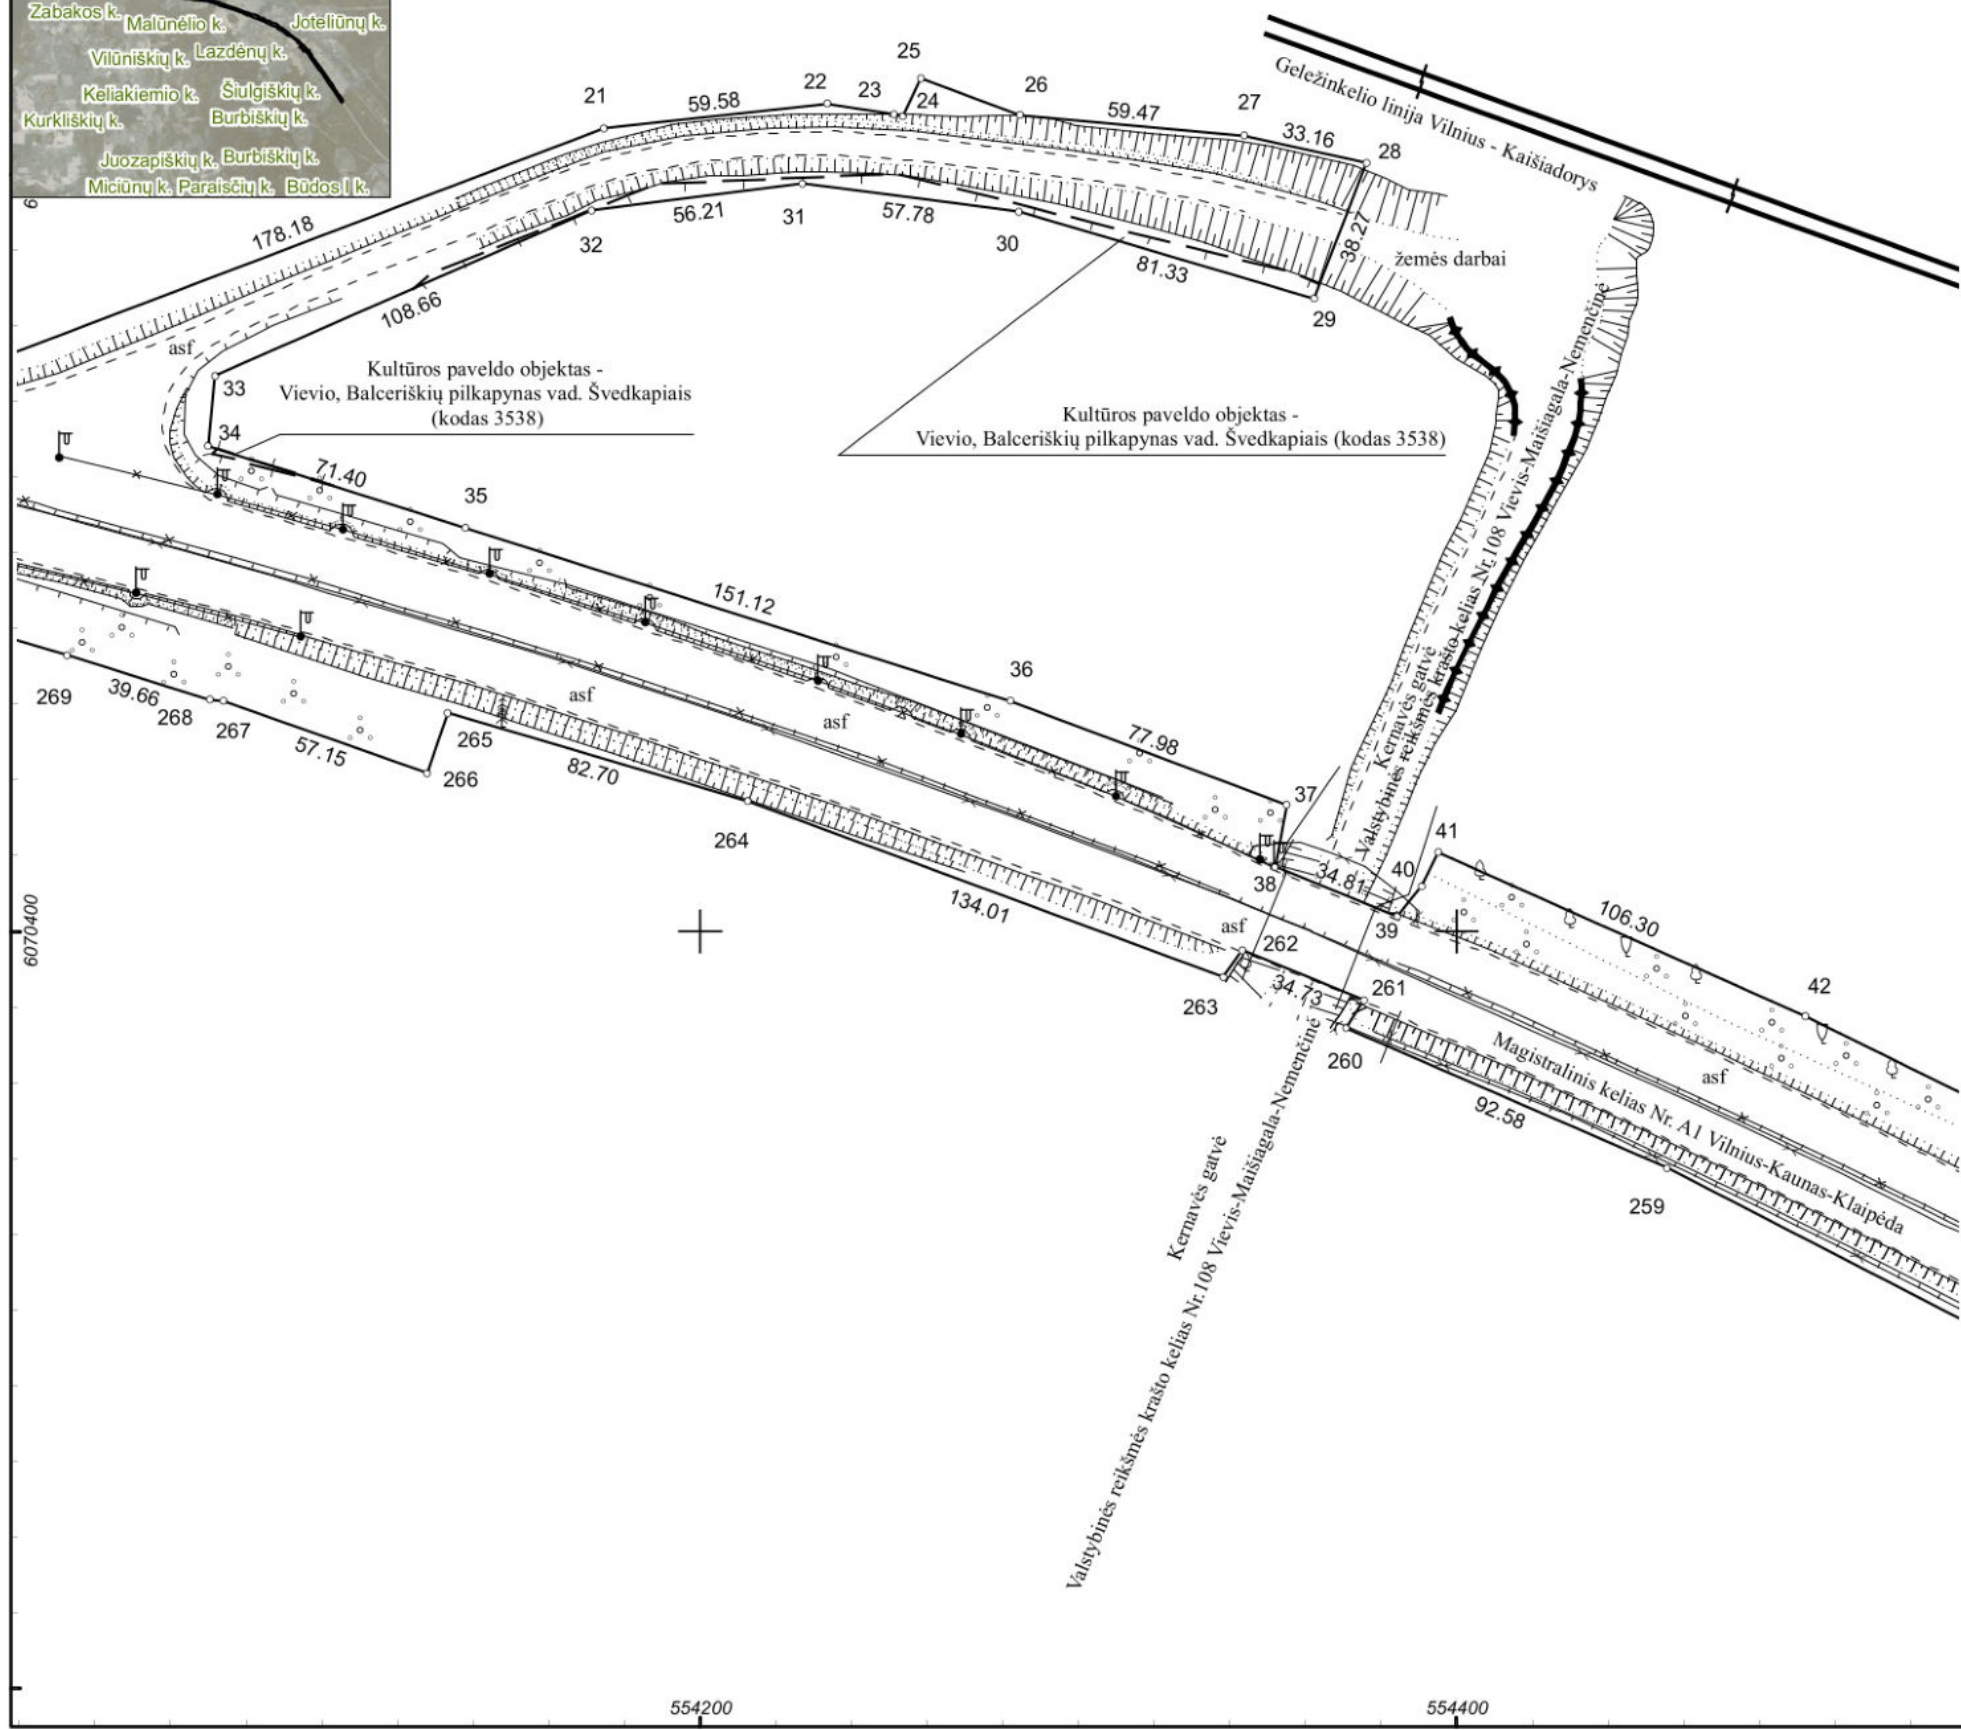 Zabakos k.
Malūnėlio k.
Joteliūnų k.
Vilūniškių k.
Lazdėnų k.
Keliakiemio k.
Šiulgiškių k.
Kurkliškių k.
Burbiškių k.
Juozapiškių k.
Burbiškių k.
Miciūnų k.
Paraisčių k.
Būdos I k.
6
25
21
59.58
22
23
24
26
59.47
27
33.16
28
Geležinkelio linija Vilnius - Kaišiadorys
178.18
32
56.21
31
57.78
30
81.33
38.27
29
žemės darbai
108.66
asf
33
34
Kultūros paveldo objektas -
Vievio, Balceriškių pilkapynas vad. Švedkapiais
(kodas 3538)
Kultūros paveldo objektas -
Vievio, Balceriškių pilkapynas vad. Švedkapiais (kodas 3538)
71.40
35
151.12
36
77.98
37
Kernavės gatvė
Valstybinės reikšmės krašto kelias Nr.108 Vievis-Maišiagala-Nemenčinė
269
39.66
268
267
57.15
265
266
82.70
asf
asf
264
134.01
38
34.81
40
41
39
106.30
42
asf
262
263
34.73
261
260
Magistralinis kelias Nr. A1 Vilnius-Kaunas-Klaipėda
asf
92.58
259
Kernavės gatvė
Valstybinės reikšmės krašto kelias Nr.108 Vievis-Maišiagala-Nemenčinė
6070400
554200
554400